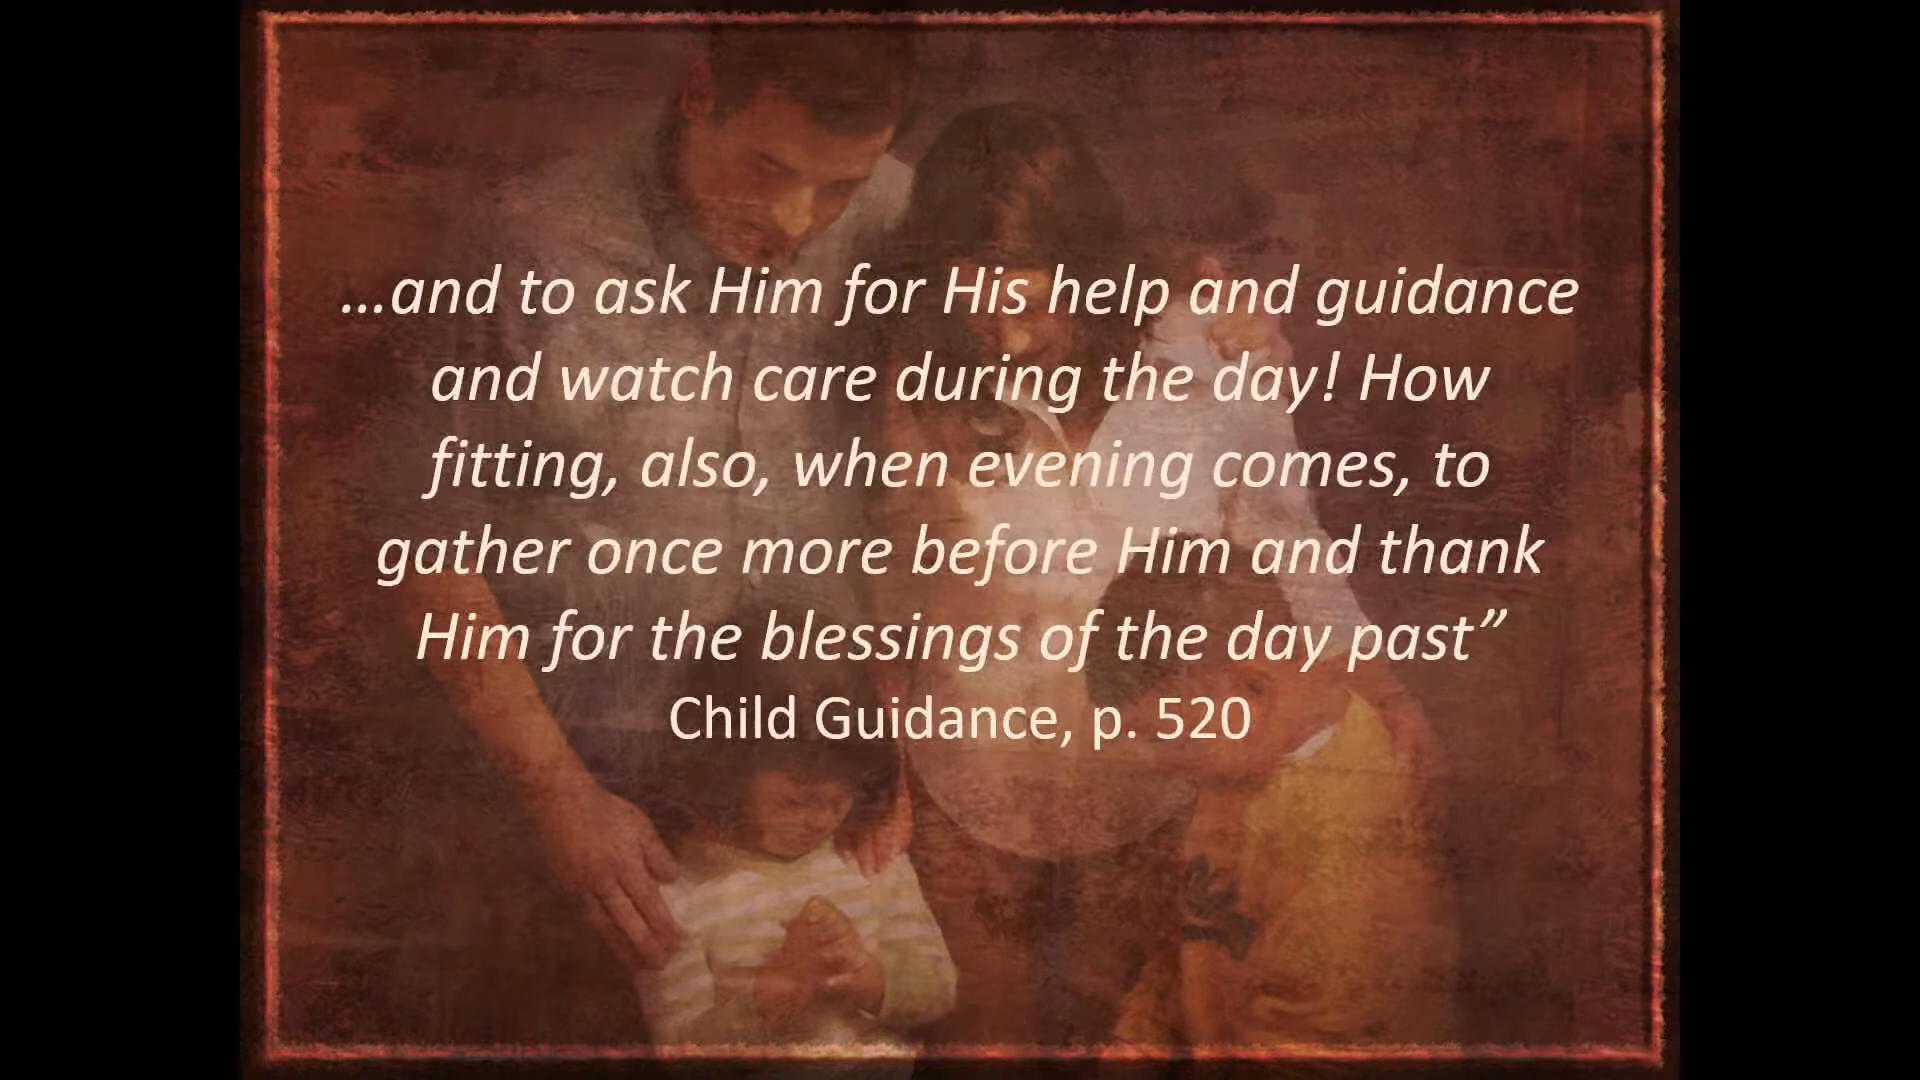 …and to ask Him for His help and guidance
and watch care during the day! How
fitting, also, when evening comes, to
gather once more before Him and thank
Him for the blessings of the day past”
Child Guidance, p. 520